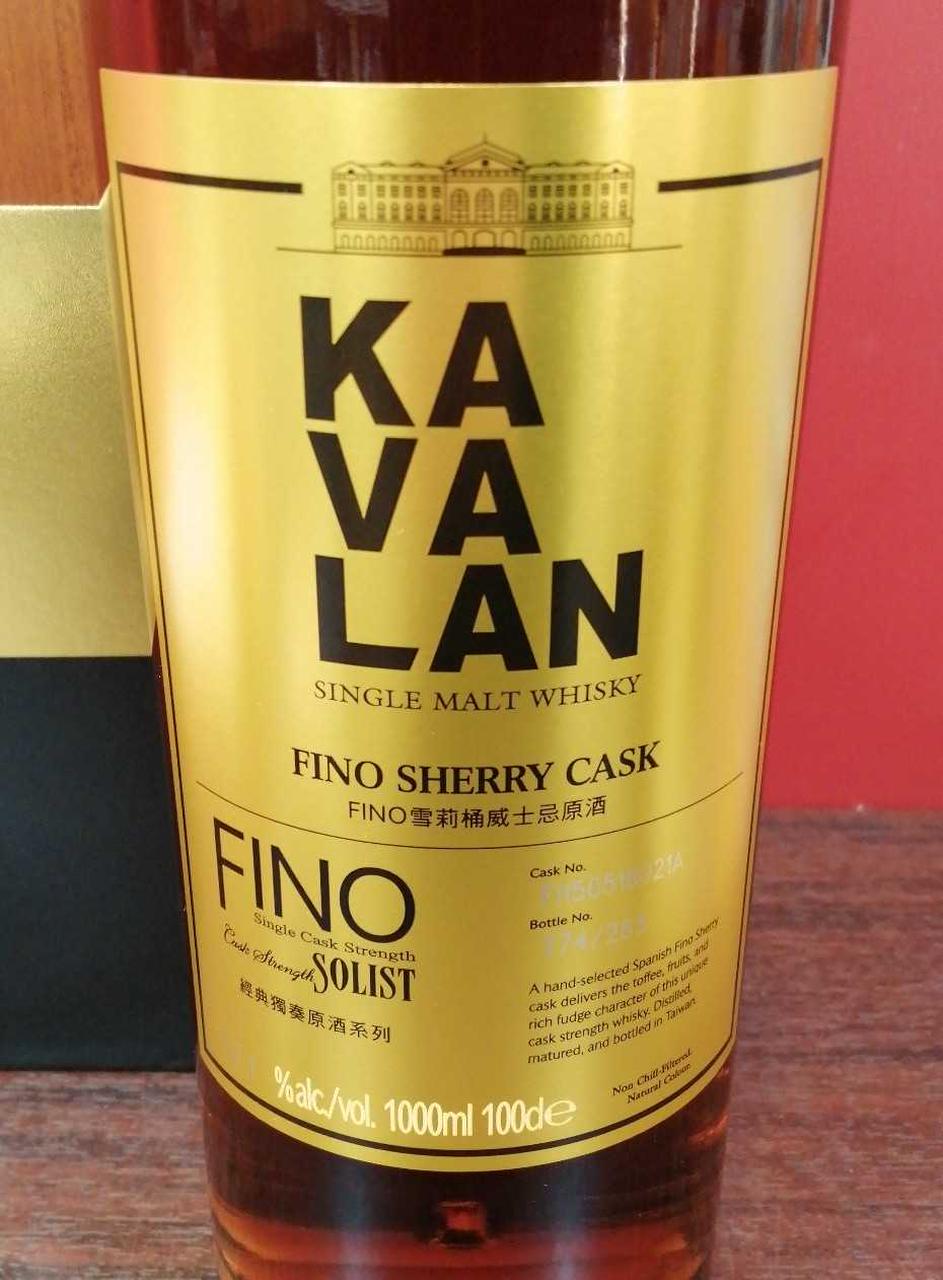 KA
VA
LAN
SINGLE MALT WHISKY
FINO SHERRY CASK
FINO雪莉桶威士忌原酒
FINO
Single Cask Strength
Cask Strength SOLIST
經典獨奏原酒系列
Cask No.
Bottle No.
174/263
A hand-selected Spanish Fino Sherry
cask delivers the toffee, fruits, and
rich fudge character of this unique
cask strength whisky. Distilled,
matured, and bottled in Taiwan.
Non Chill-Filtered.
Natural Colour.
%alc./vol. 1000ml 100cle